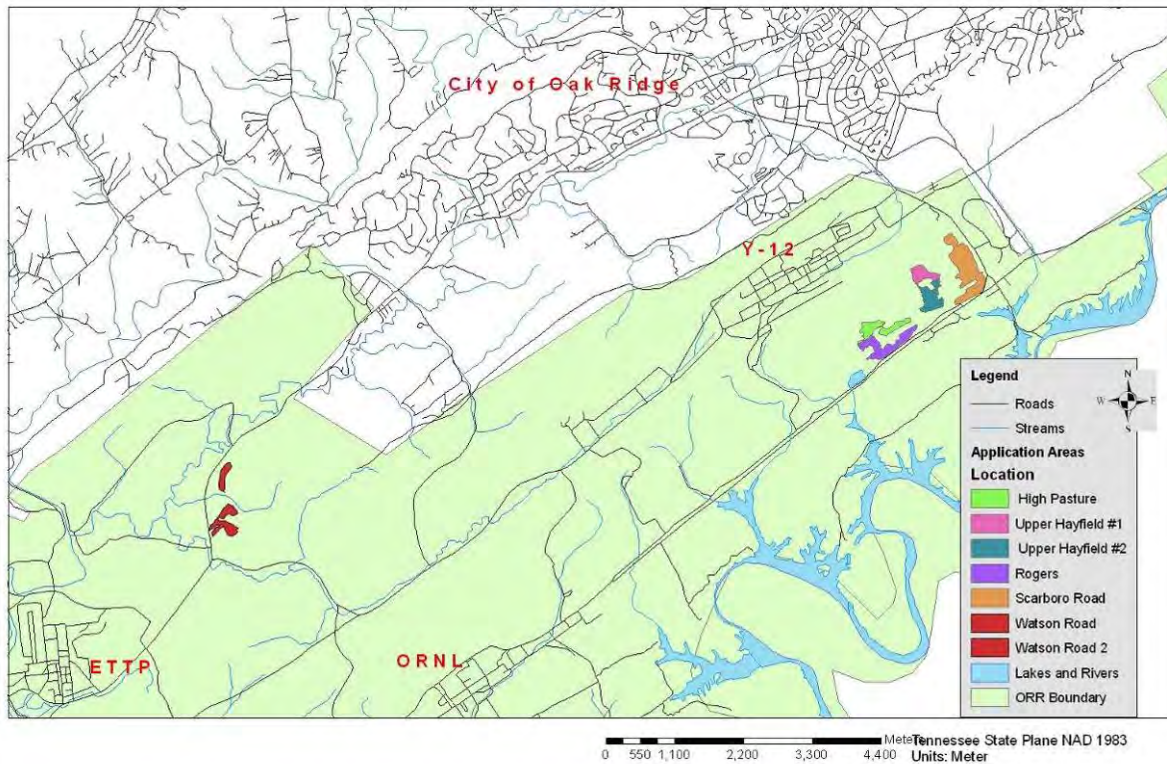 City of Oak Ridge
Y-12
ETTP
ORNL
Legend
N
W E
S
Roads
Streams
Application Areas
Location
High Pasture
Upper Hayfield #1
Upper Hayfield #2
Rogers
Scarboro Road
Watson Road
Watson Road 2
Lakes and Rivers
ORR Boundary
Meters
0 550 1,100 2,200 3,300 4,400
Tennessee State Plane NAD 1983
Units: Meter